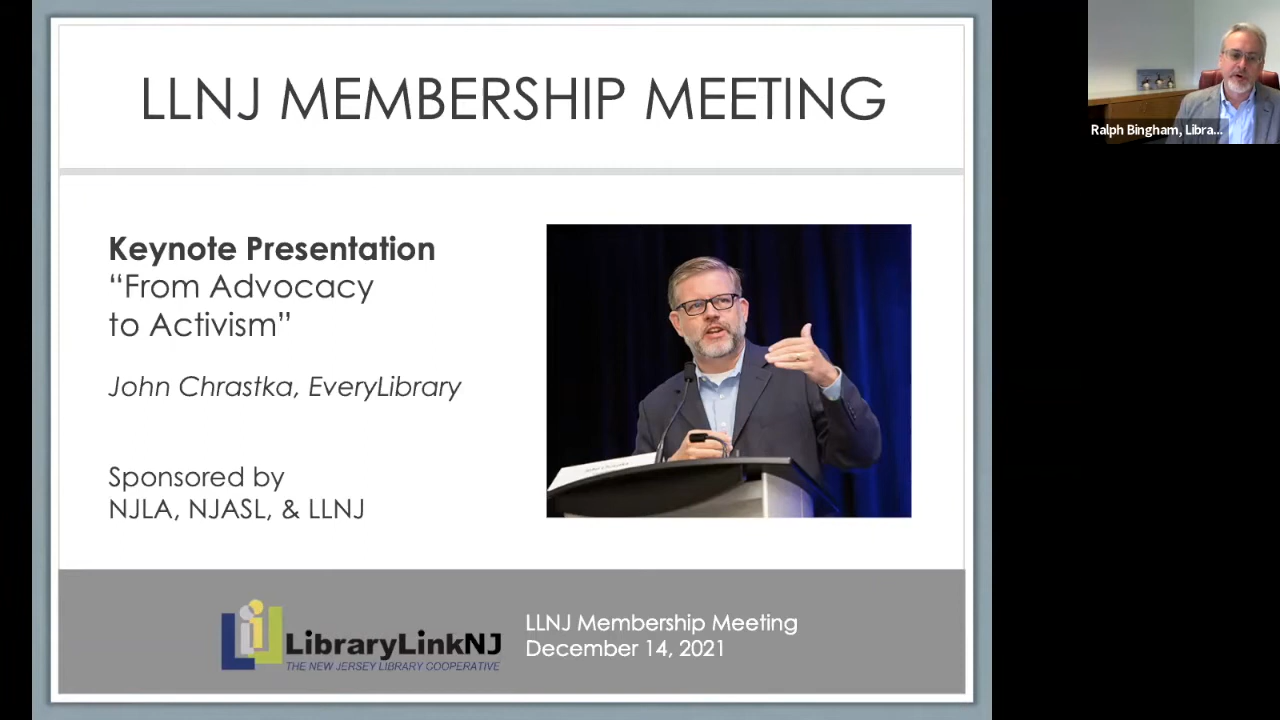 LLNJ MEMBERSHIP MEETING
Ralph Bingham, Libra...
Keynote Presentation
“From Advocacy
to Activism”
John Chrastka, EveryLibrary
Sponsored by
NJLA, NJASL, & LLNJ
LibraryLinkNJ
THE NEW JERSEY LIBRARY COOPERATIVE
LLNJ Membership Meeting
December 14, 2021